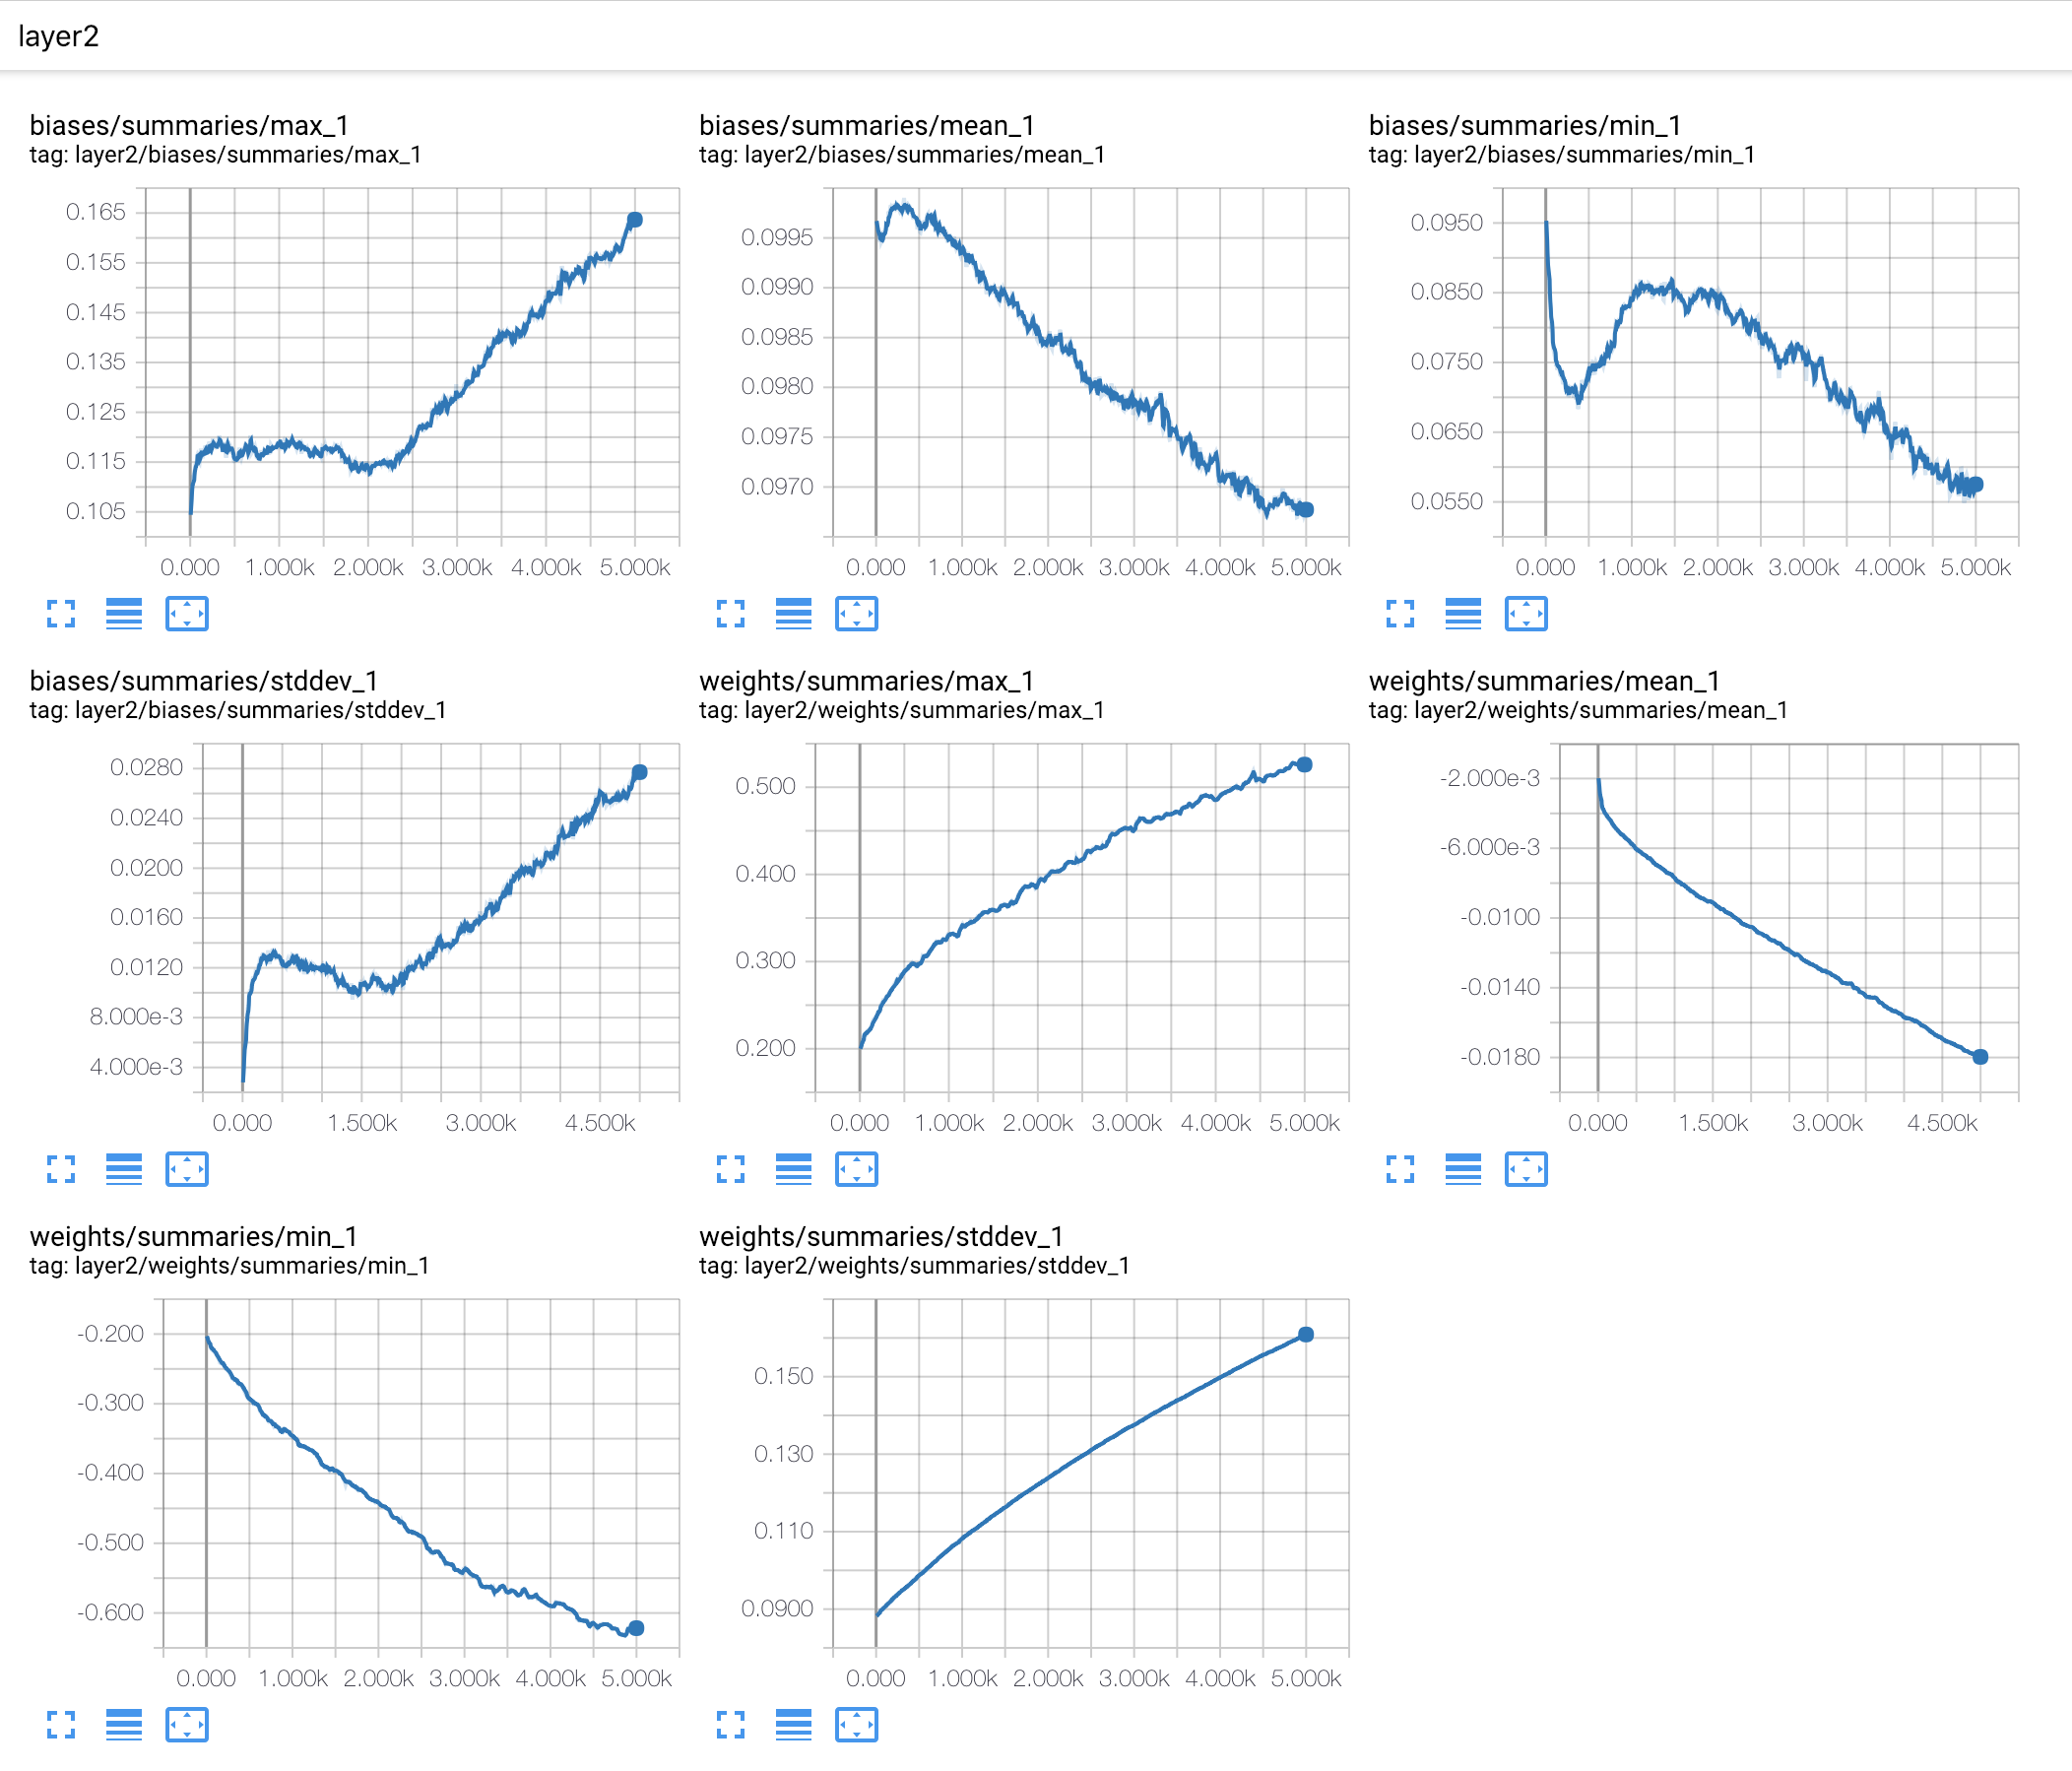 layer2
biases/summaries/max_1
tag: layer2/biases/summaries/max_1
0.165
0.155
0.145
0.135
0.125
0.115
0.105
0.000 1.000k 2.000k 3.000k 4.000k 5.000k
biases/summaries/mean_1
tag: layer2/biases/summaries/mean_1
0.0995
0.0990
0.0985
0.0980
0.0975
0.0970
0.000 1.000k 2.000k 3.000k 4.000k 5.000k
biases/summaries/min_1
tag: layer2/biases/summaries/min_1
0.0950
0.0850
0.0750
0.0650
0.0550
0.000 1.000k 2.000k 3.000k 4.000k 5.000k
biases/summaries/stddev_1
tag: layer2/biases/summaries/stddev_1
0.0280
0.0240
0.0200
0.0160
0.0120
8.000e-3
4.000e-3
0.000 1.500k 3.000k 4.500k
weights/summaries/max_1
tag: layer2/weights/summaries/max_1
0.500
0.400
0.300
0.200
0.000 1.000k 2.000k 3.000k 4.000k 5.000k
weights/summaries/mean_1
tag: layer2/weights/summaries/mean_1
-2.000e-3
-6.000e-3
-0.0100
-0.0140
-0.0180
0.000 1.500k 3.000k 4.500k
weights/summaries/min_1
tag: layer2/weights/summaries/min_1
-0.200
-0.300
-0.400
-0.500
-0.600
0.000 1.000k 2.000k 3.000k 4.000k 5.000k
weights/summaries/stddev_1
tag: layer2/weights/summaries/stddev_1
0.150
0.130
0.110
0.0900
0.000 1.000k 2.000k 3.000k 4.000k 5.000k